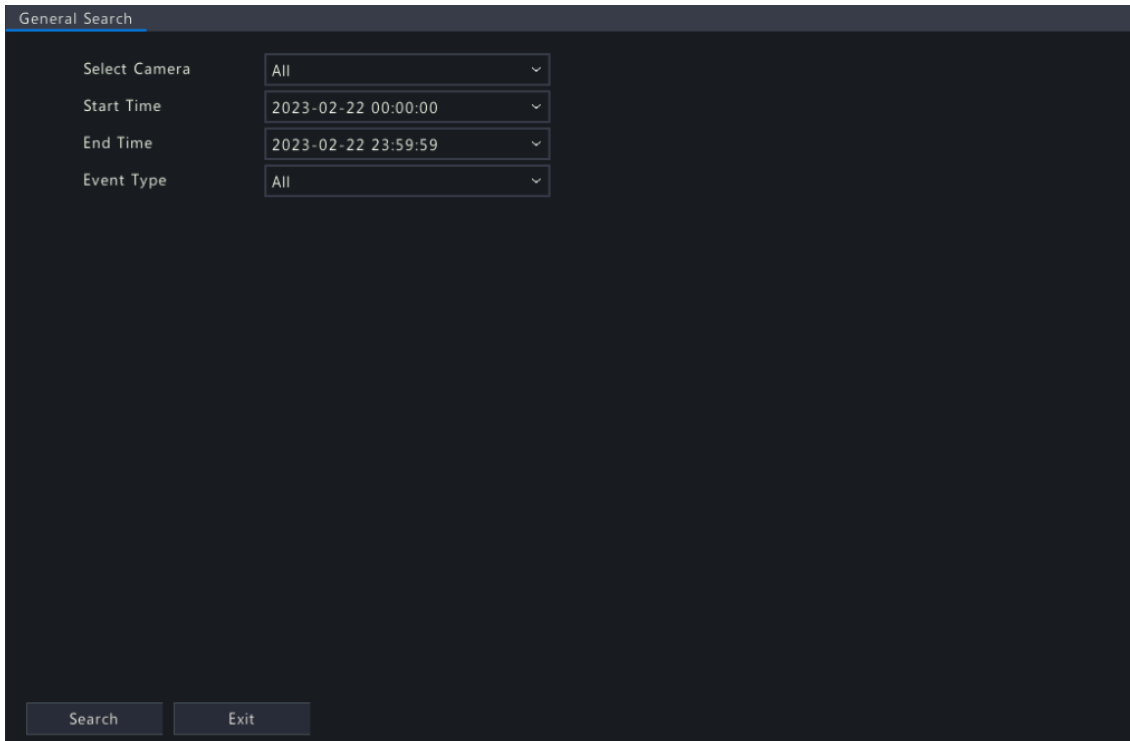 General Search
Select Camera All
Start Time 2023-02-22 00:00:00
End Time 2023-02-22 23:59:59
Event Type All
Search Exit